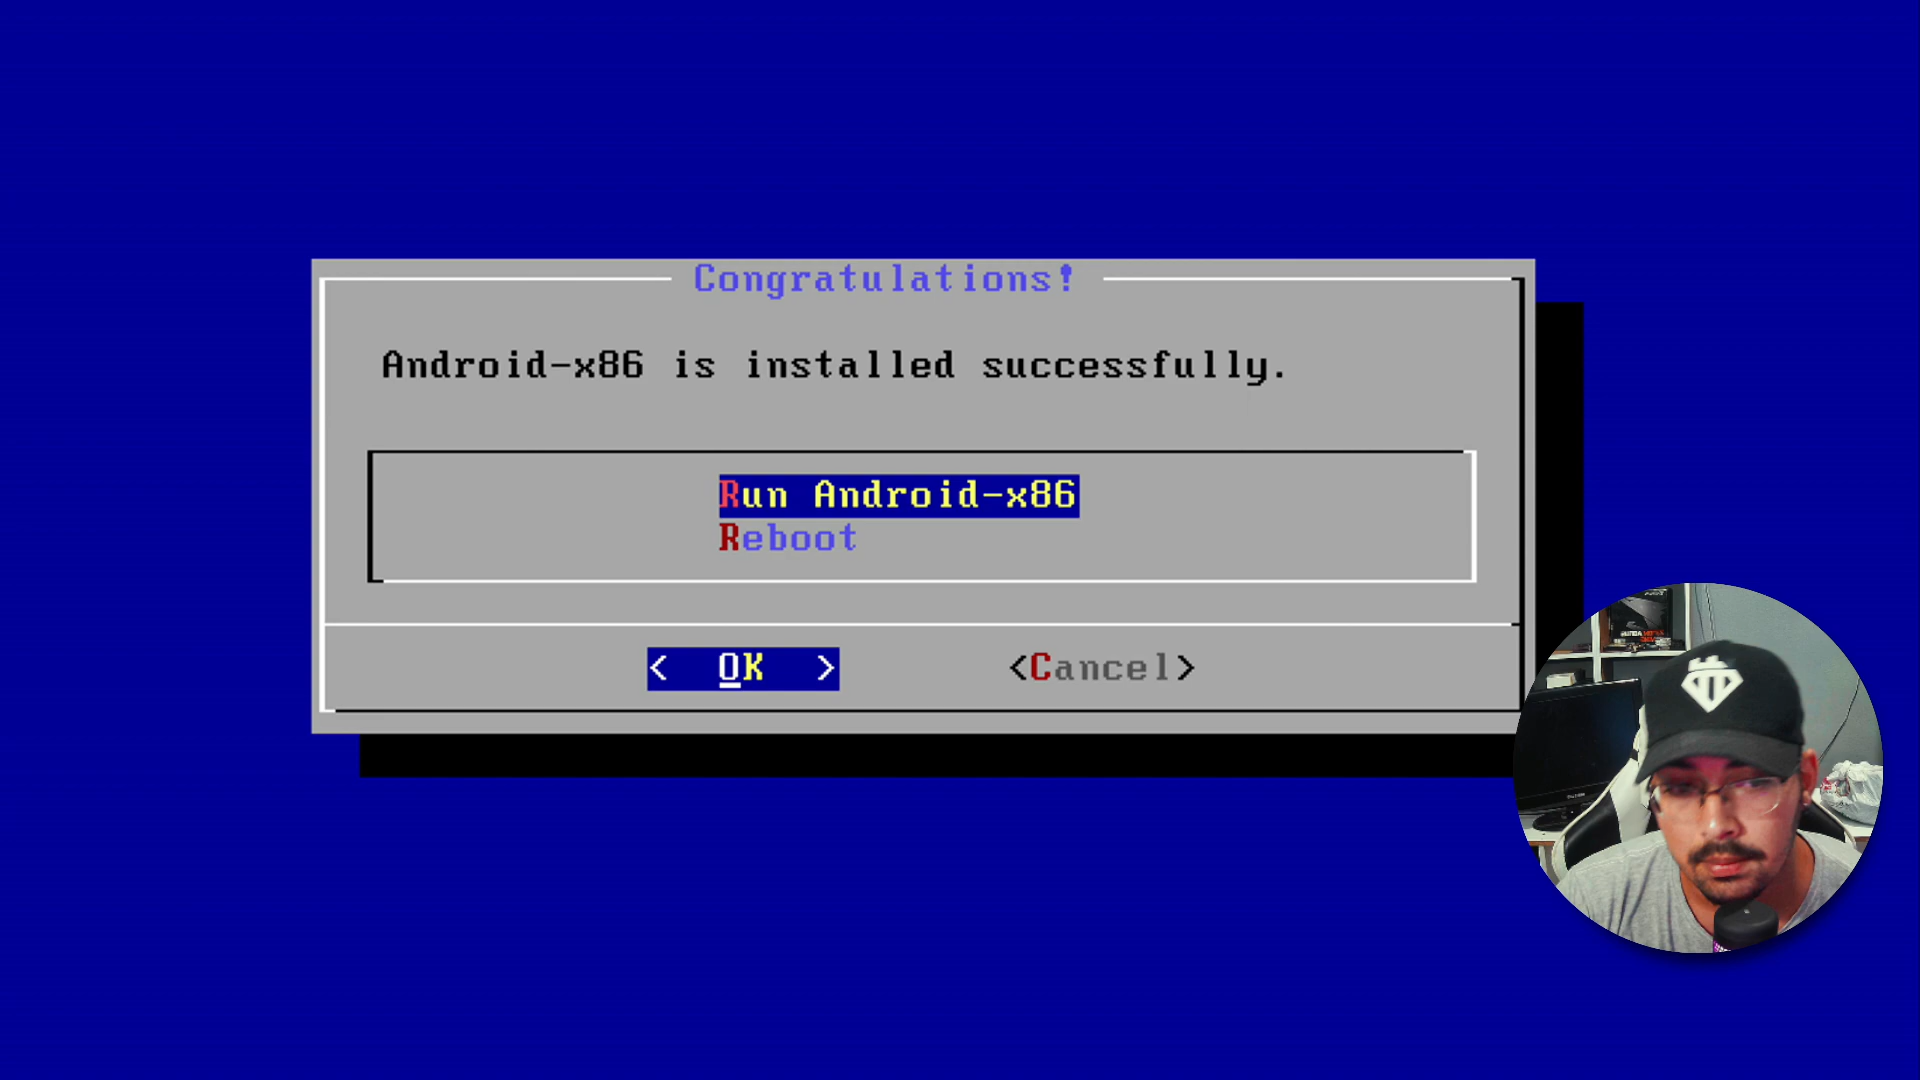 Congratulations!
Android-x86 is installed successfully.
Run Android-x86
Reboot
< OK > <Cancel>